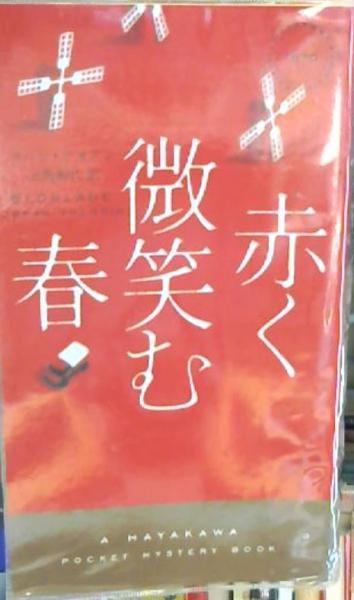 赤く
微笑む
春
A HAYAKAWA
POCKET MYSTERY BOOK